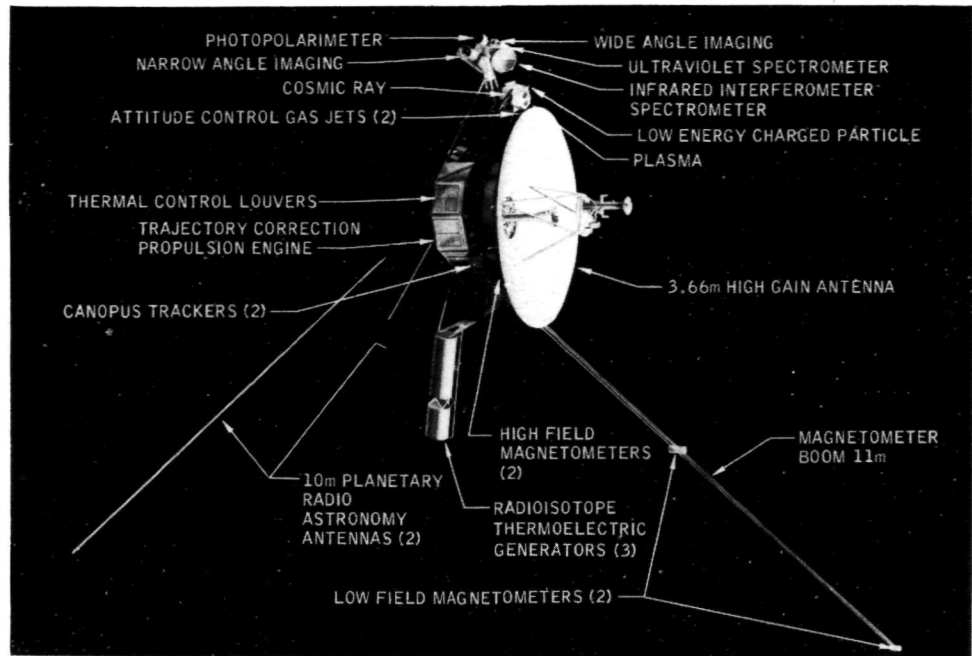 PHOTOPOLARIMETER
NARROW ANGLE IMAGING
COSMIC RAY
ATTITUDE CONTROL GAS JETS (2)
THERMAL CONTROL LOUVERS
TRAJECTORY CORRECTION
PROPULSION ENGINE
CANOPUS TRACKERS (2)
10m PLANETARY
RADIO
ASTRONOMY
ANTENNAS (2)
WIDE ANGLE IMAGING
ULTRAVIOLET SPECTROMETER
INFRARED INTERFEROMETER
SPECTROMETER
LOW ENERGY CHARGED PARTICLE
PLASMA
3.66m HIGH GAIN ANTENNA
HIGH FIELD
MAGNETOMETERS
(2)
RADIOISOTOPE
THERMOELECTRIC
GENERATORS (3)
MAGNETOMETER
BOOM 11m
LOW FIELD MAGNETOMETERS (2)